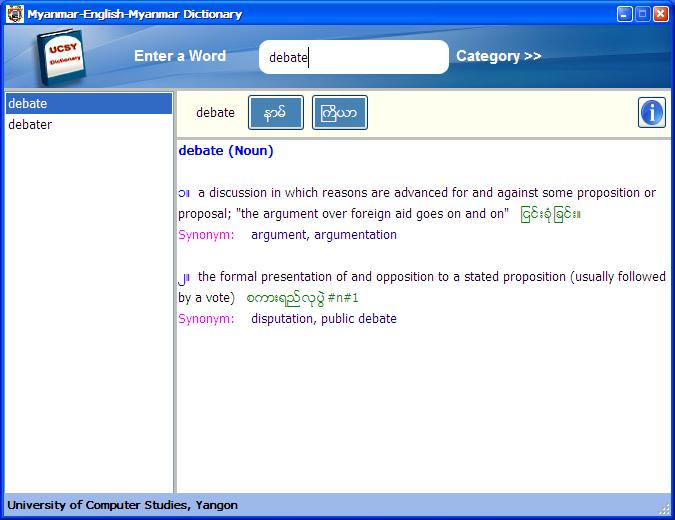 Myanmar-English-Myanmar Dictionary
UCSY
Dictionary
Enter a Word
debate
Category >>
debate
debater
debate
နာမ်
ကြိယာ
debate (Noun)
၁။ a discussion in which reasons are advanced for and against some proposition or
proposal; "the argument over foreign aid goes on and on" ငြင်းခုံခြင်း။
Synonym: argument, argumentation
၂။ the formal presentation of and opposition to a stated proposition (usually followed
by a vote) စကားရည်လုပွဲ #n#1
Synonym: disputation, public debate
University of Computer Studies, Yangon